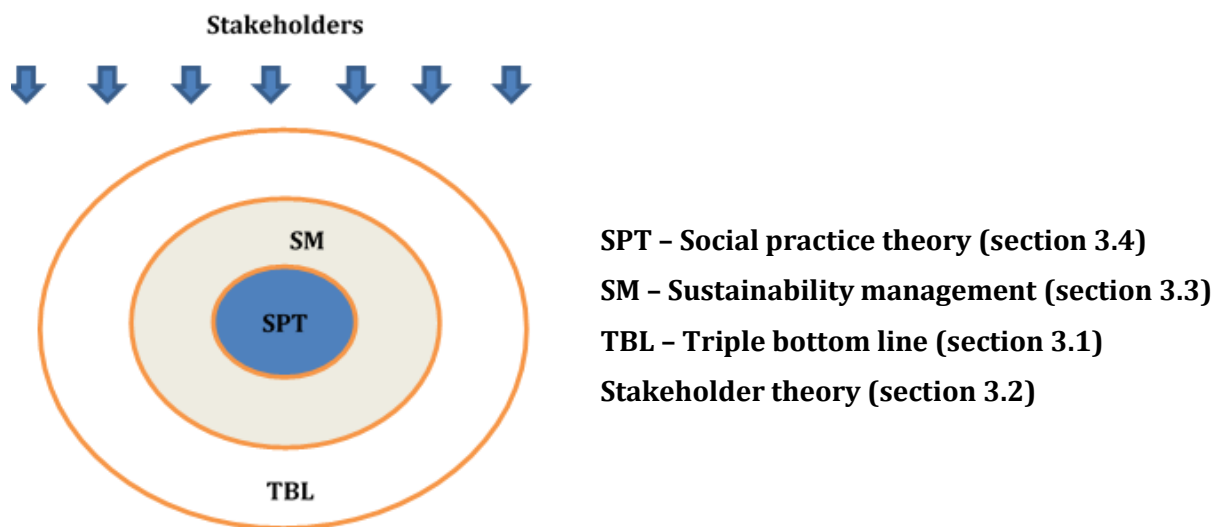 Stakeholders
SM
SPT
TBL
SPT – Social practice theory (section 3.4)
SM – Sustainability management (section 3.3)
TBL – Triple bottom line (section 3.1)
Stakeholder theory (section 3.2)